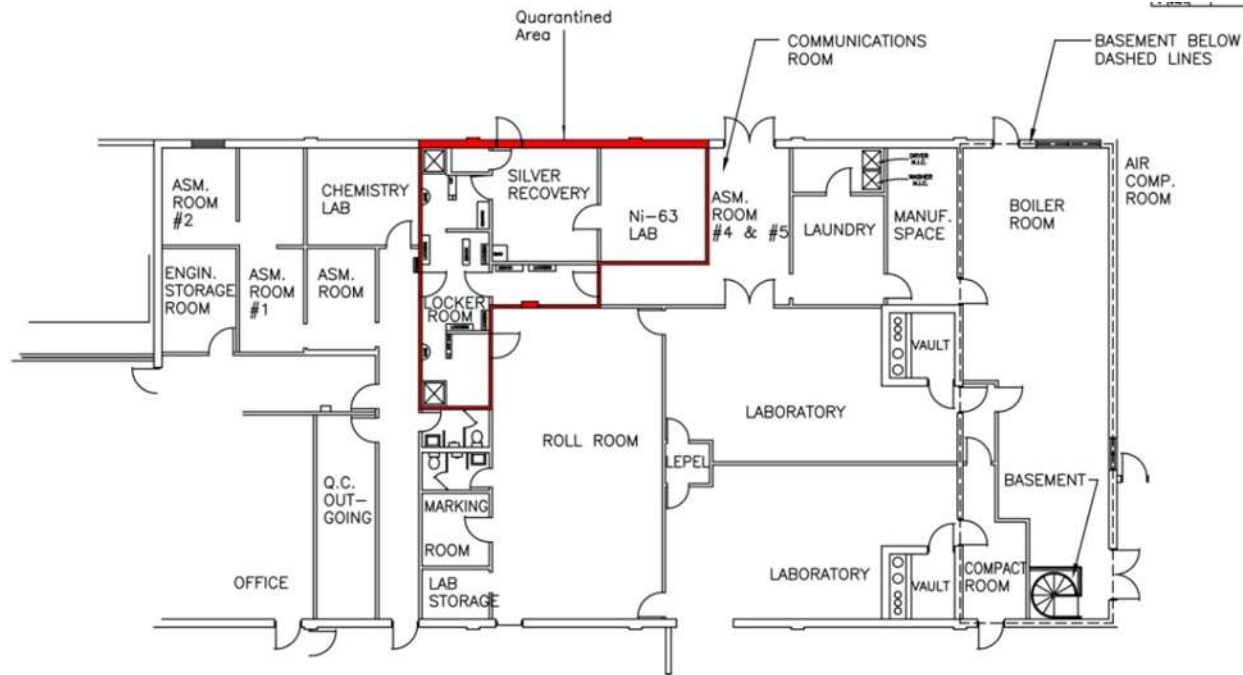 Quarantined
Area
COMMUNICATIONS
ROOM
BASEMENT BELOW
DASHED LINES
ASM.
ROOM
#2
CHEMISTRY
LAB
SILVER
RECOVERY
Ni-63
LAB
ASM.
ROOM
#4 & #5
LAUNDRY
DRYER
N.I.C.
WASHER
N.I.C.
MANUF.
SPACE
BOILER
ROOM
AIR
COMP.
ROOM
ENGIN.
STORAGE
ROOM
ASM.
ROOM
#1
ASM.
ROOM
LOCKER
ROOM
VAULT
LABORATORY
ROLL ROOM
LEPEL
Q.C.
OUT-
GOING
MARKING
ROOM
BASEMENT
OFFICE
LAB
STORAGE
LABORATORY
VAULT
COMPACT
ROOM